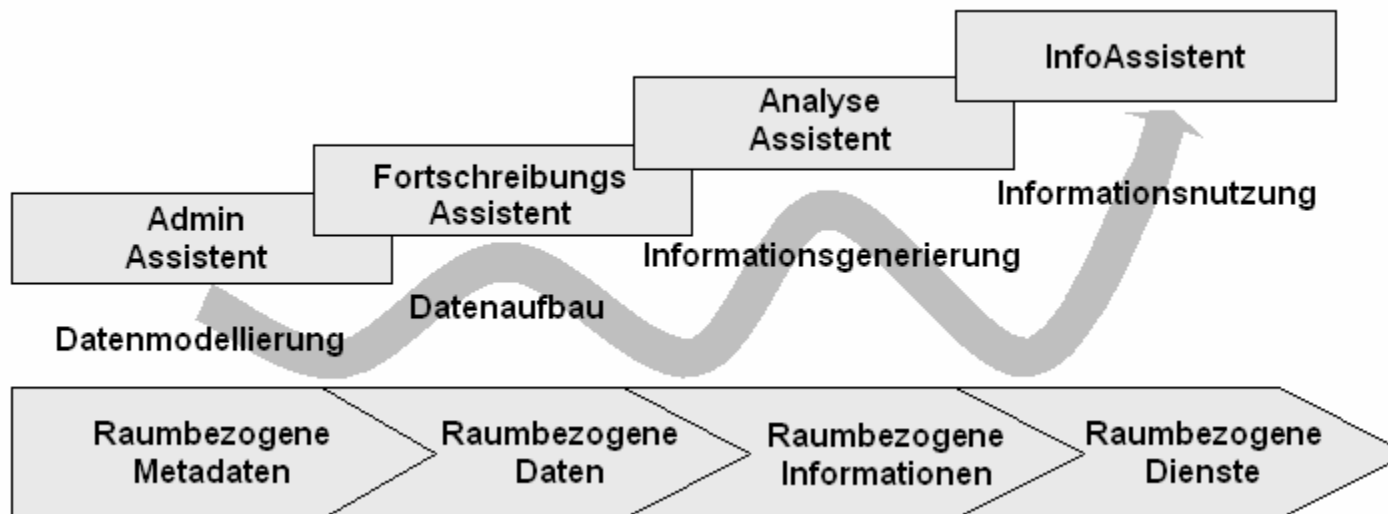 InfoAssistent
Analyse
Assistent
Fortschreibungs
Assistent
Admin
Assistent
Informationsnutzung
Informationsgenerierung
Datenaufbau
Datenmodellierung
Raumbezogene
Metadaten
Raumbezogene
Daten
Raumbezogene
Informationen
Raumbezogene
Dienste